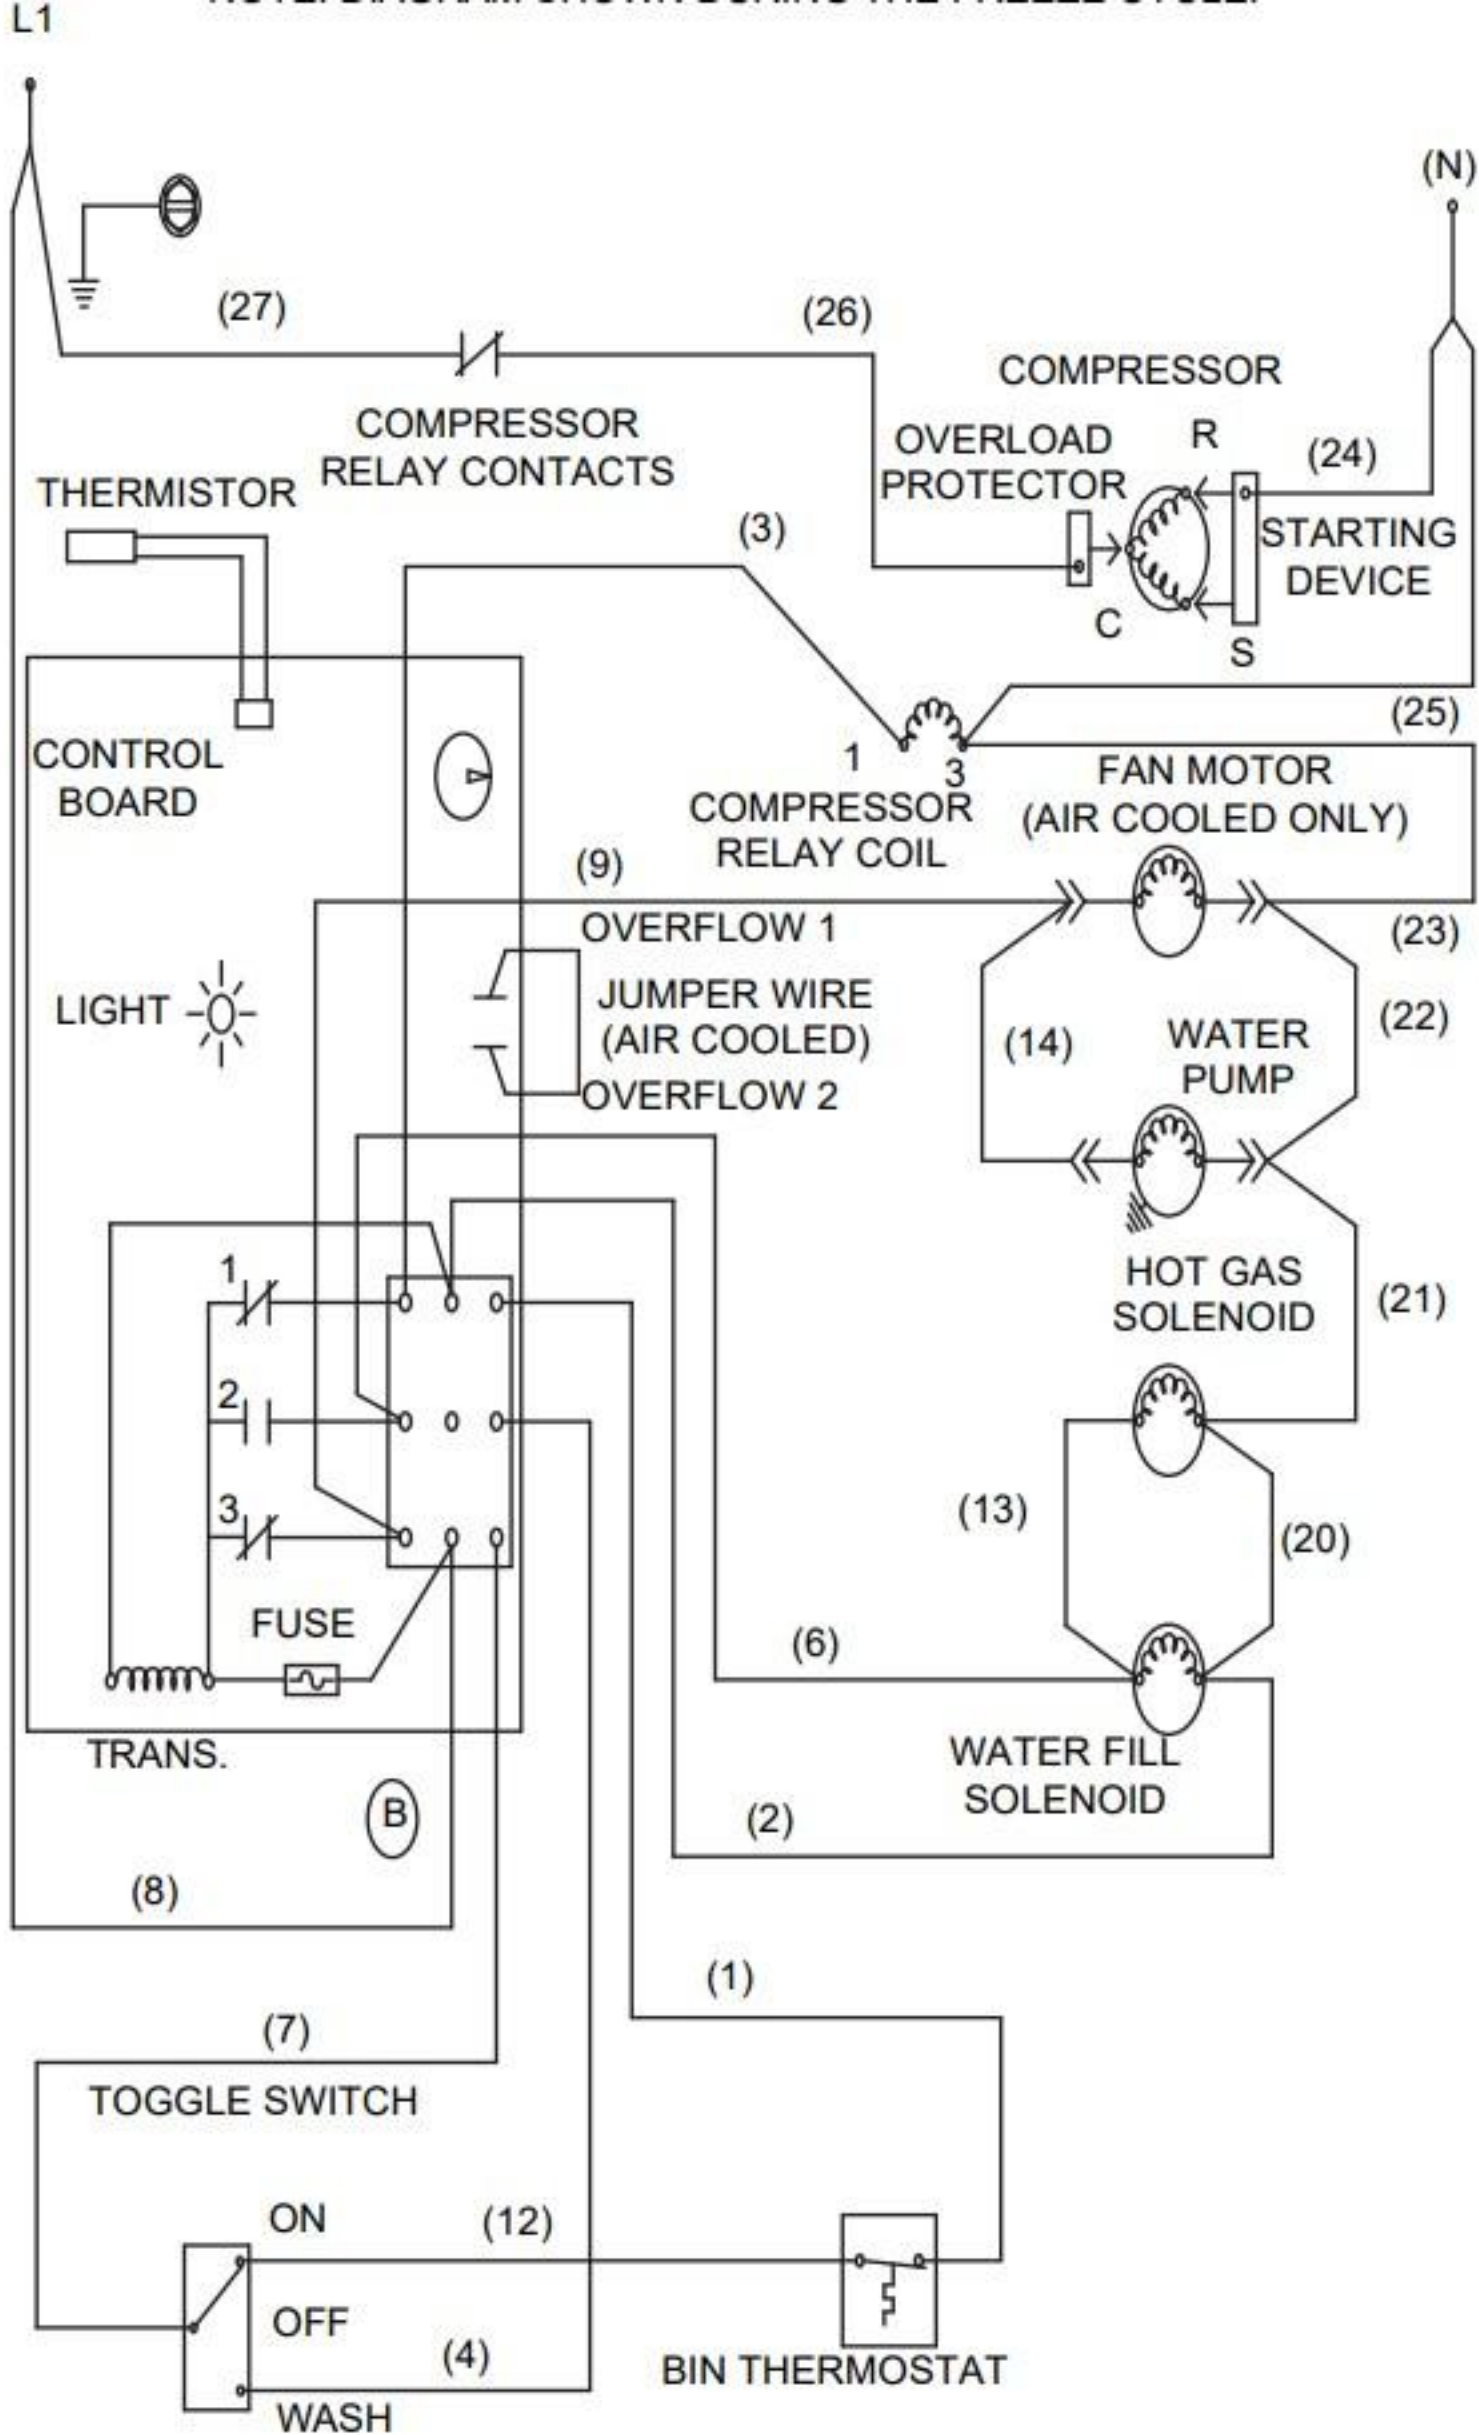 L1
(N)
(27)
(26)
COMPRESSOR
COMPRESSOR
RELAY CONTACTS
OVERLOAD
PROTECTOR
R
(24)
THERMISTOR
(3)
STARTING
DEVICE
C
S
CONTROL
BOARD
(25)
1
3
COMPRESSOR
RELAY COIL
FAN MOTOR
(AIR COOLED ONLY)
(9)
OVERFLOW 1
(23)
LIGHT
JUMPER WIRE
(AIR COOLED)
OVERFLOW 2
(14)
WATER
PUMP
(22)
1
HOT GAS
SOLENOID
(21)
2
3
(13)
(20)
FUSE
(6)
TRANS.
WATER FILL
SOLENOID
B
(2)
(8)
(1)
(7)
TOGGLE SWITCH
ON
(12)
OFF
(4)
BIN THERMOSTAT
WASH